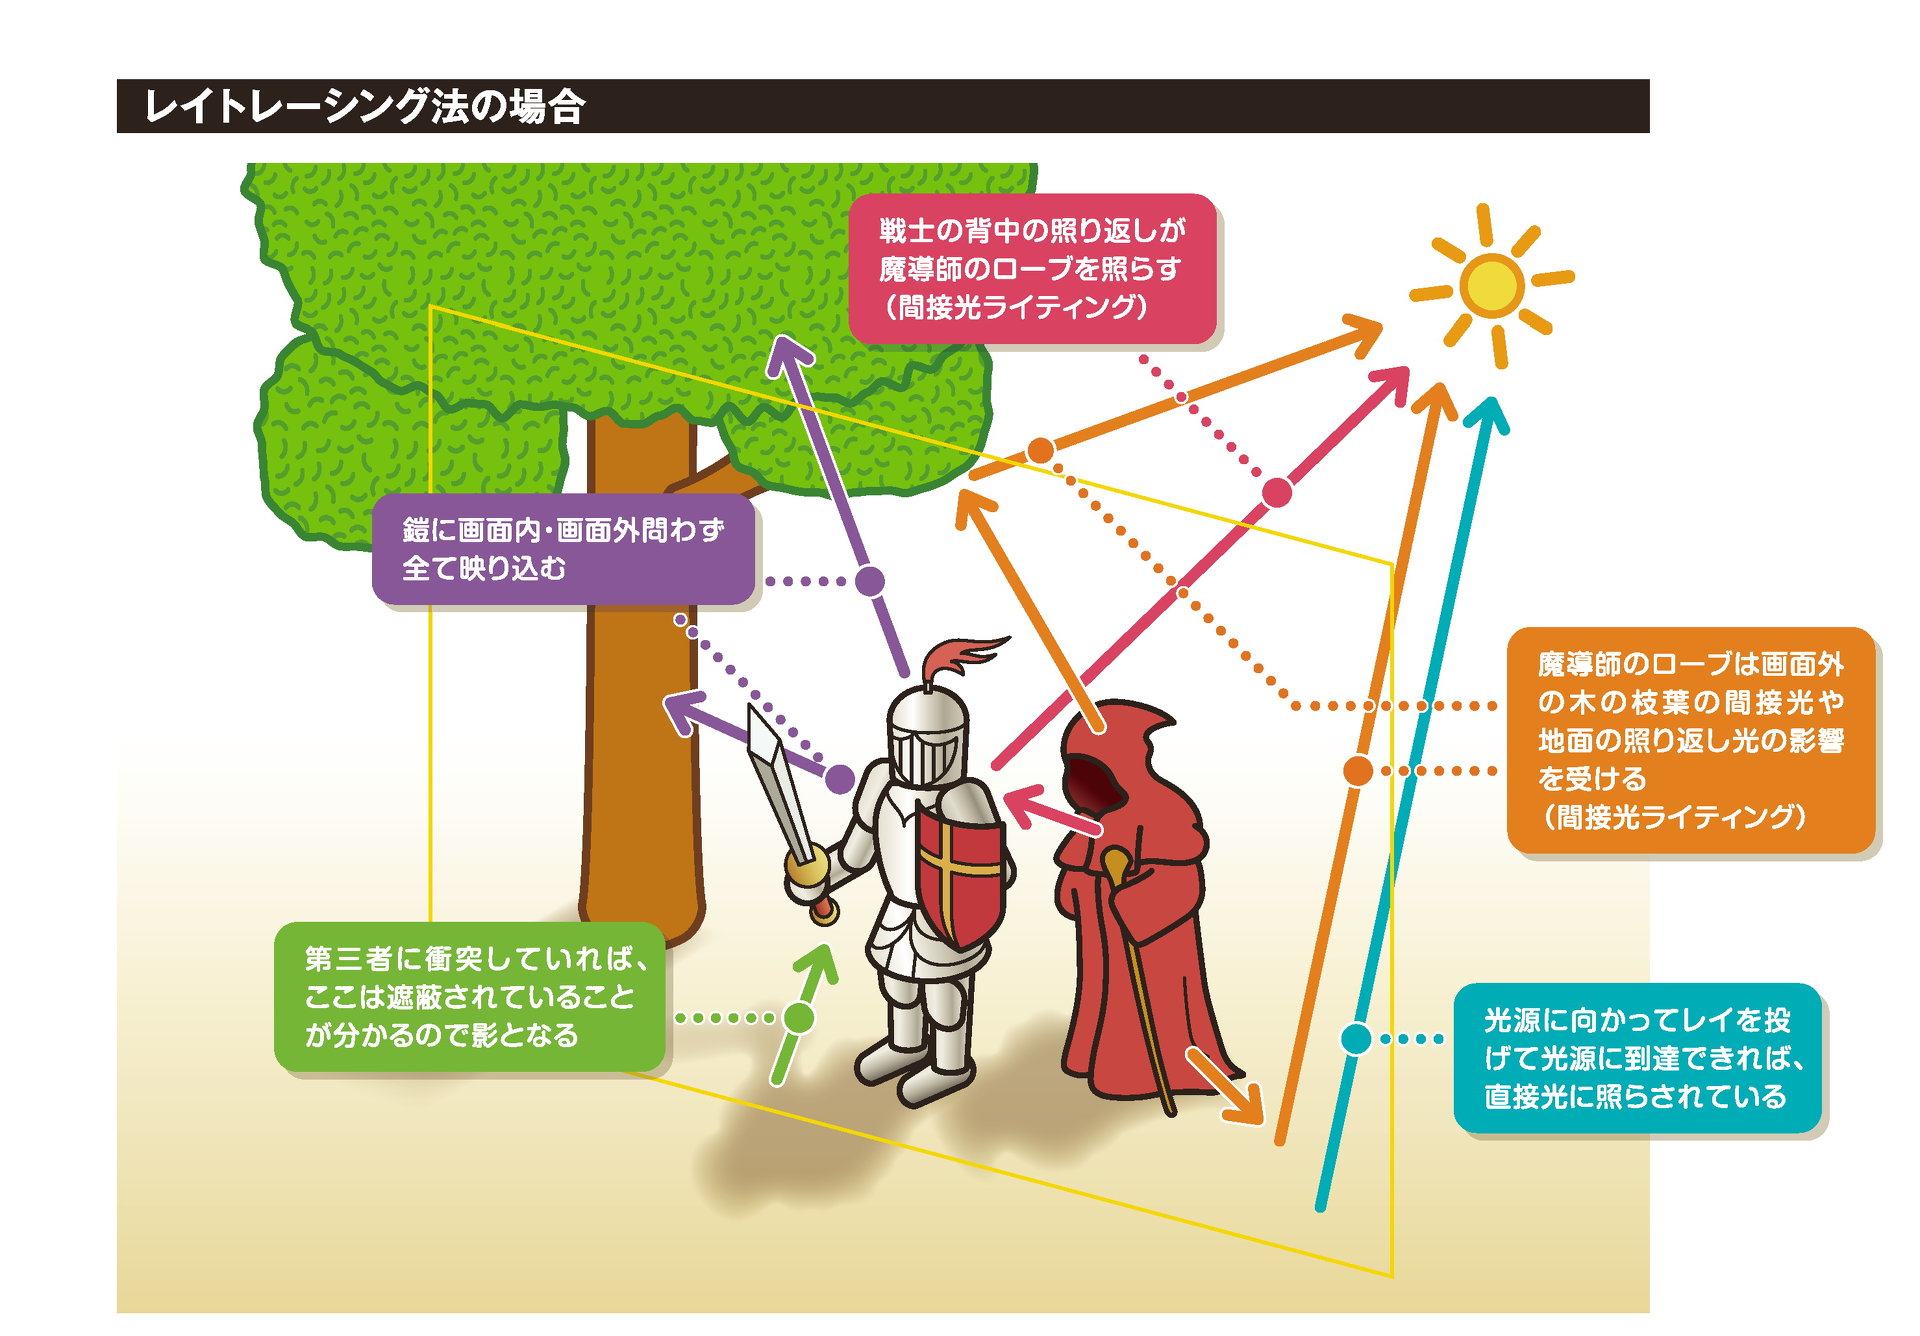 レイトレーシング法の場合
戦士の背中の照り返しが
魔導師のローブを照らす
（間接光ライティング）
鎧に画面内・画面外問わず
全て映り込む
魔導師のローブは画面外
の木の枝葉の間接光や
地面の照り返し光の影響
を受ける
（間接光ライティング）
第三者に衝突していれば、
ここは遮蔽されていること
が分かるので影となる
光源に向かってレイを投
げて光源に到達できれば、
直接光に照らされている